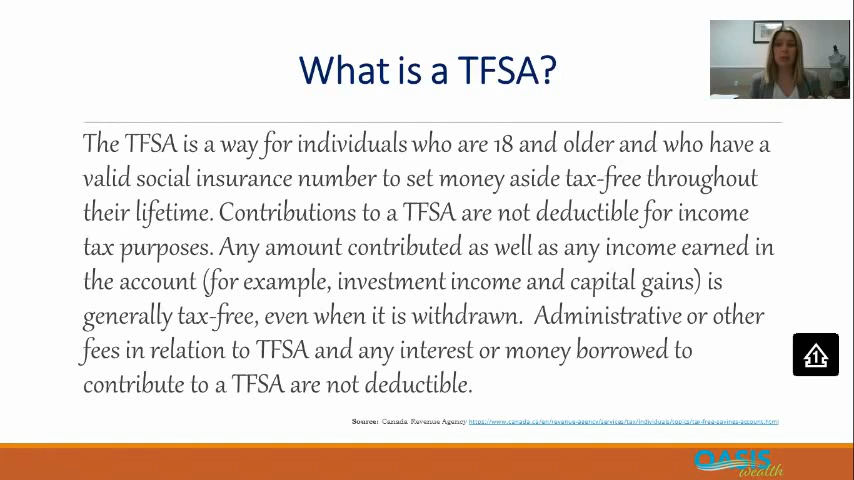 What is a TFSA?
The TFSA is a way for individuals who are 18 and older and who have a
valid social insurance number to set money aside tax-free throughout
their lifetime. Contributions to a TFSA are not deductible for income
tax purposes. Any amount contributed as well as any income earned in
the account (for example, investment income and capital gains) is
generally tax-free, even when it is withdrawn.  Administrative or other
fees in relation to TFSA and any interest or money borrowed to
contribute to a TFSA are not deductible.
1
Source: Canada Revenue Agency https://www.canada.ca/en/revenue-agency/services/tax/individuals/topics/tax-free-savings-account.html
OASIS
wealth